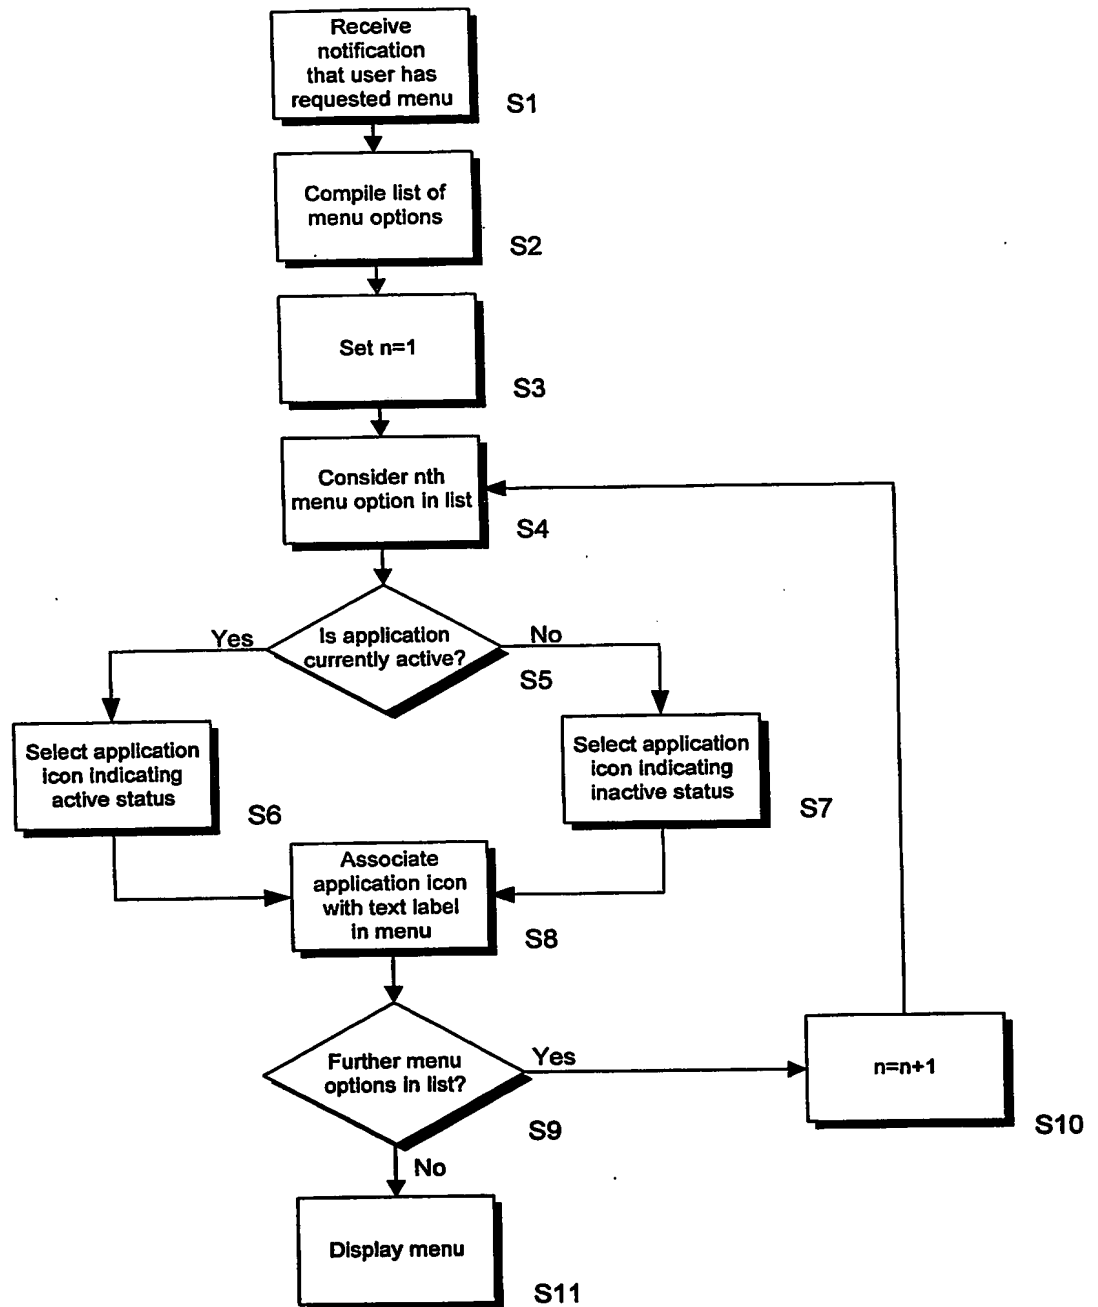 Receive
notification
that user has
requested menu
S1
Compile list of
menu options
S2
Set n=1
S3
Consider nth
menu option in list
S4
Is application
currently active?
Yes
No
S5
Select application
icon indicating
active status
S6
Select application
icon indicating
inactive status
S7
Associate
application icon
with text label
in menu
S8
Further menu
options in list?
Yes
S9
n=n+1
S10
No
Display menu
S11